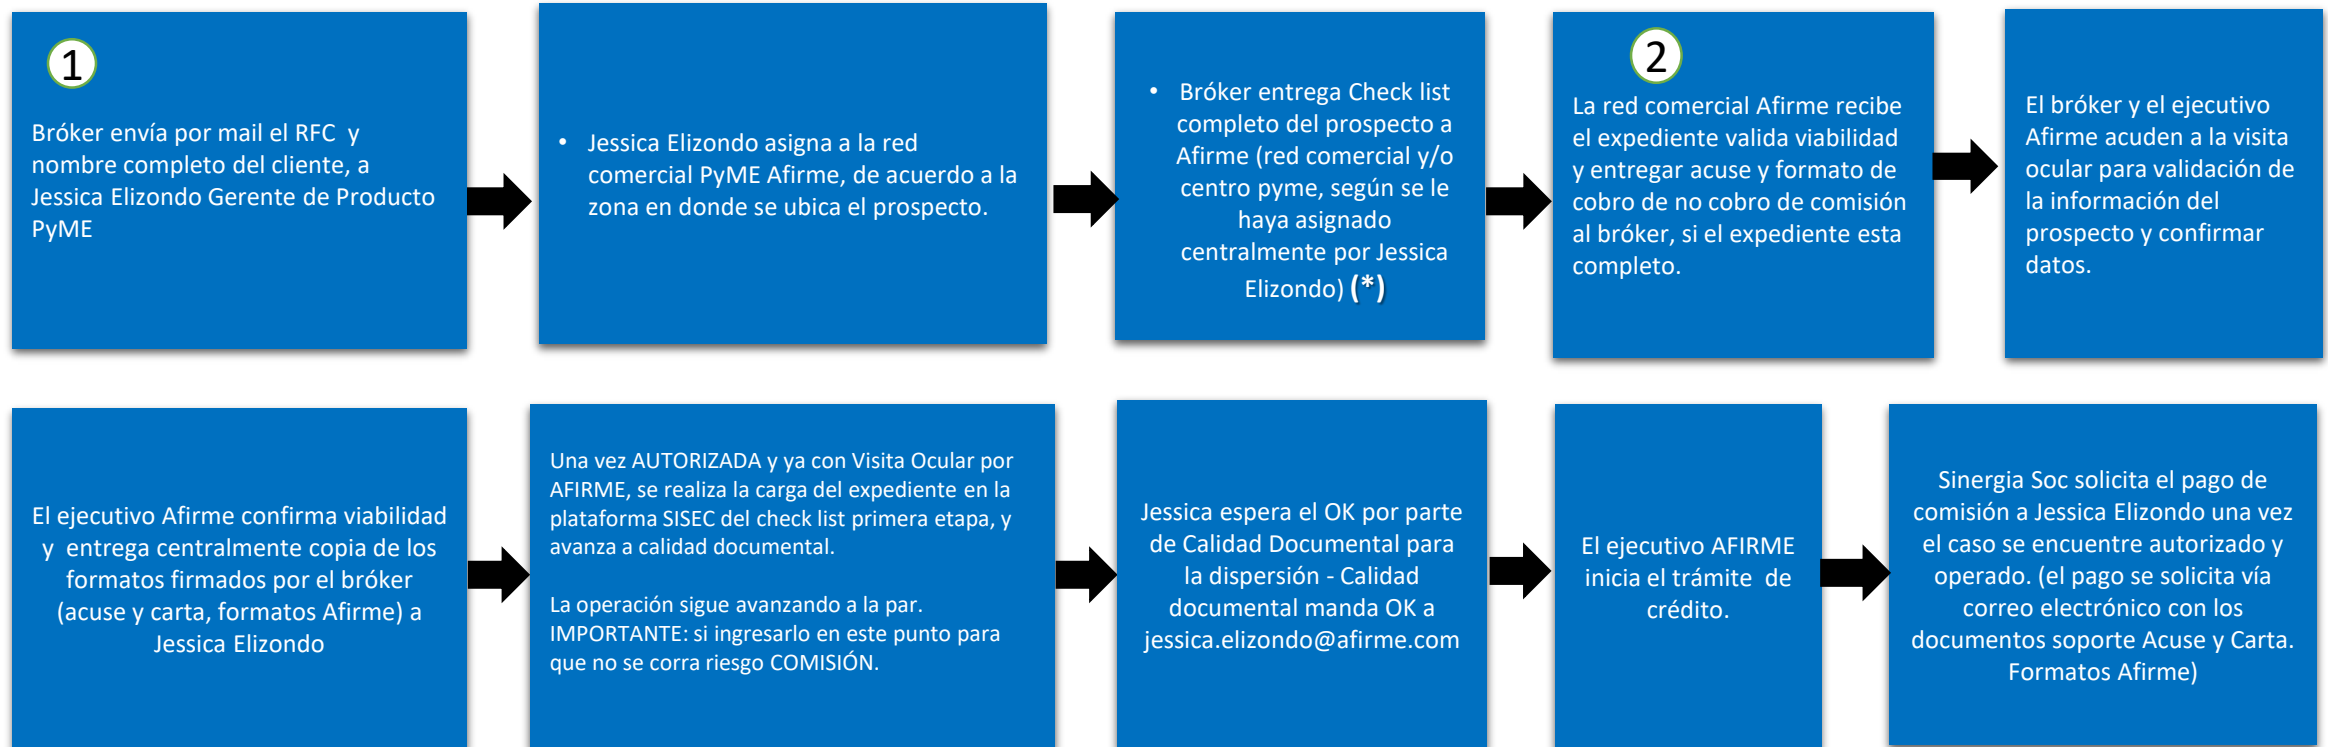 1
Bróker envía por mail el RFC y
nombre completo del cliente, a
Jessica Elizondo Gerente de Producto
PyME
• Jessica Elizondo asigna a la red
comercial PyME Afirme, de acuerdo a la
zona en donde se ubica el prospecto.
• Bróker entrega Check list
completo del prospecto a
Afirme (red comercial y/o
centro pyme, según se le
haya asignado
centralmente por Jessica
Elizondo) (*)
2
La red comercial Afirme recibe
el expediente valida viabilidad
y entregar acuse y formato de
cobro de no cobro de comisión
al bróker, si el expediente esta
completo.
El bróker y el ejecutivo
Afirme acuden a la visita
ocular para validación de
la información del
prospecto y confirmar
datos.
El ejecutivo Afirme confirma viabilidad
y entrega centralmente copia de los
formatos firmados por el bróker
(acuse y carta, formatos Afirme) a
Jessica Elizondo
Una vez AUTORIZADA y ya con Visita Ocular por
AFIRME, se realiza la carga del expediente en la
plataforma SISEC del check list primera etapa, y
avanza a calidad documental.
La operación sigue avanzando a la par.
IMPORTANTE: si ingresarlo en este punto para
que no se corra riesgo COMISIÓN.
Jessica espera el OK por parte
de Calidad Documental para
la dispersión - Calidad
documental manda OK a
jessica.elizondo@afirme.com
El ejecutivo AFIRME
inicia el trámite de
crédito.
Sinergia Soc solicita el pago de
comisión a Jessica Elizondo una vez
el caso se encuentre autorizado y
operado. (el pago se solicita vía
correo electrónico con los
documentos soporte Acuse y Carta.
Formatos Afirme)